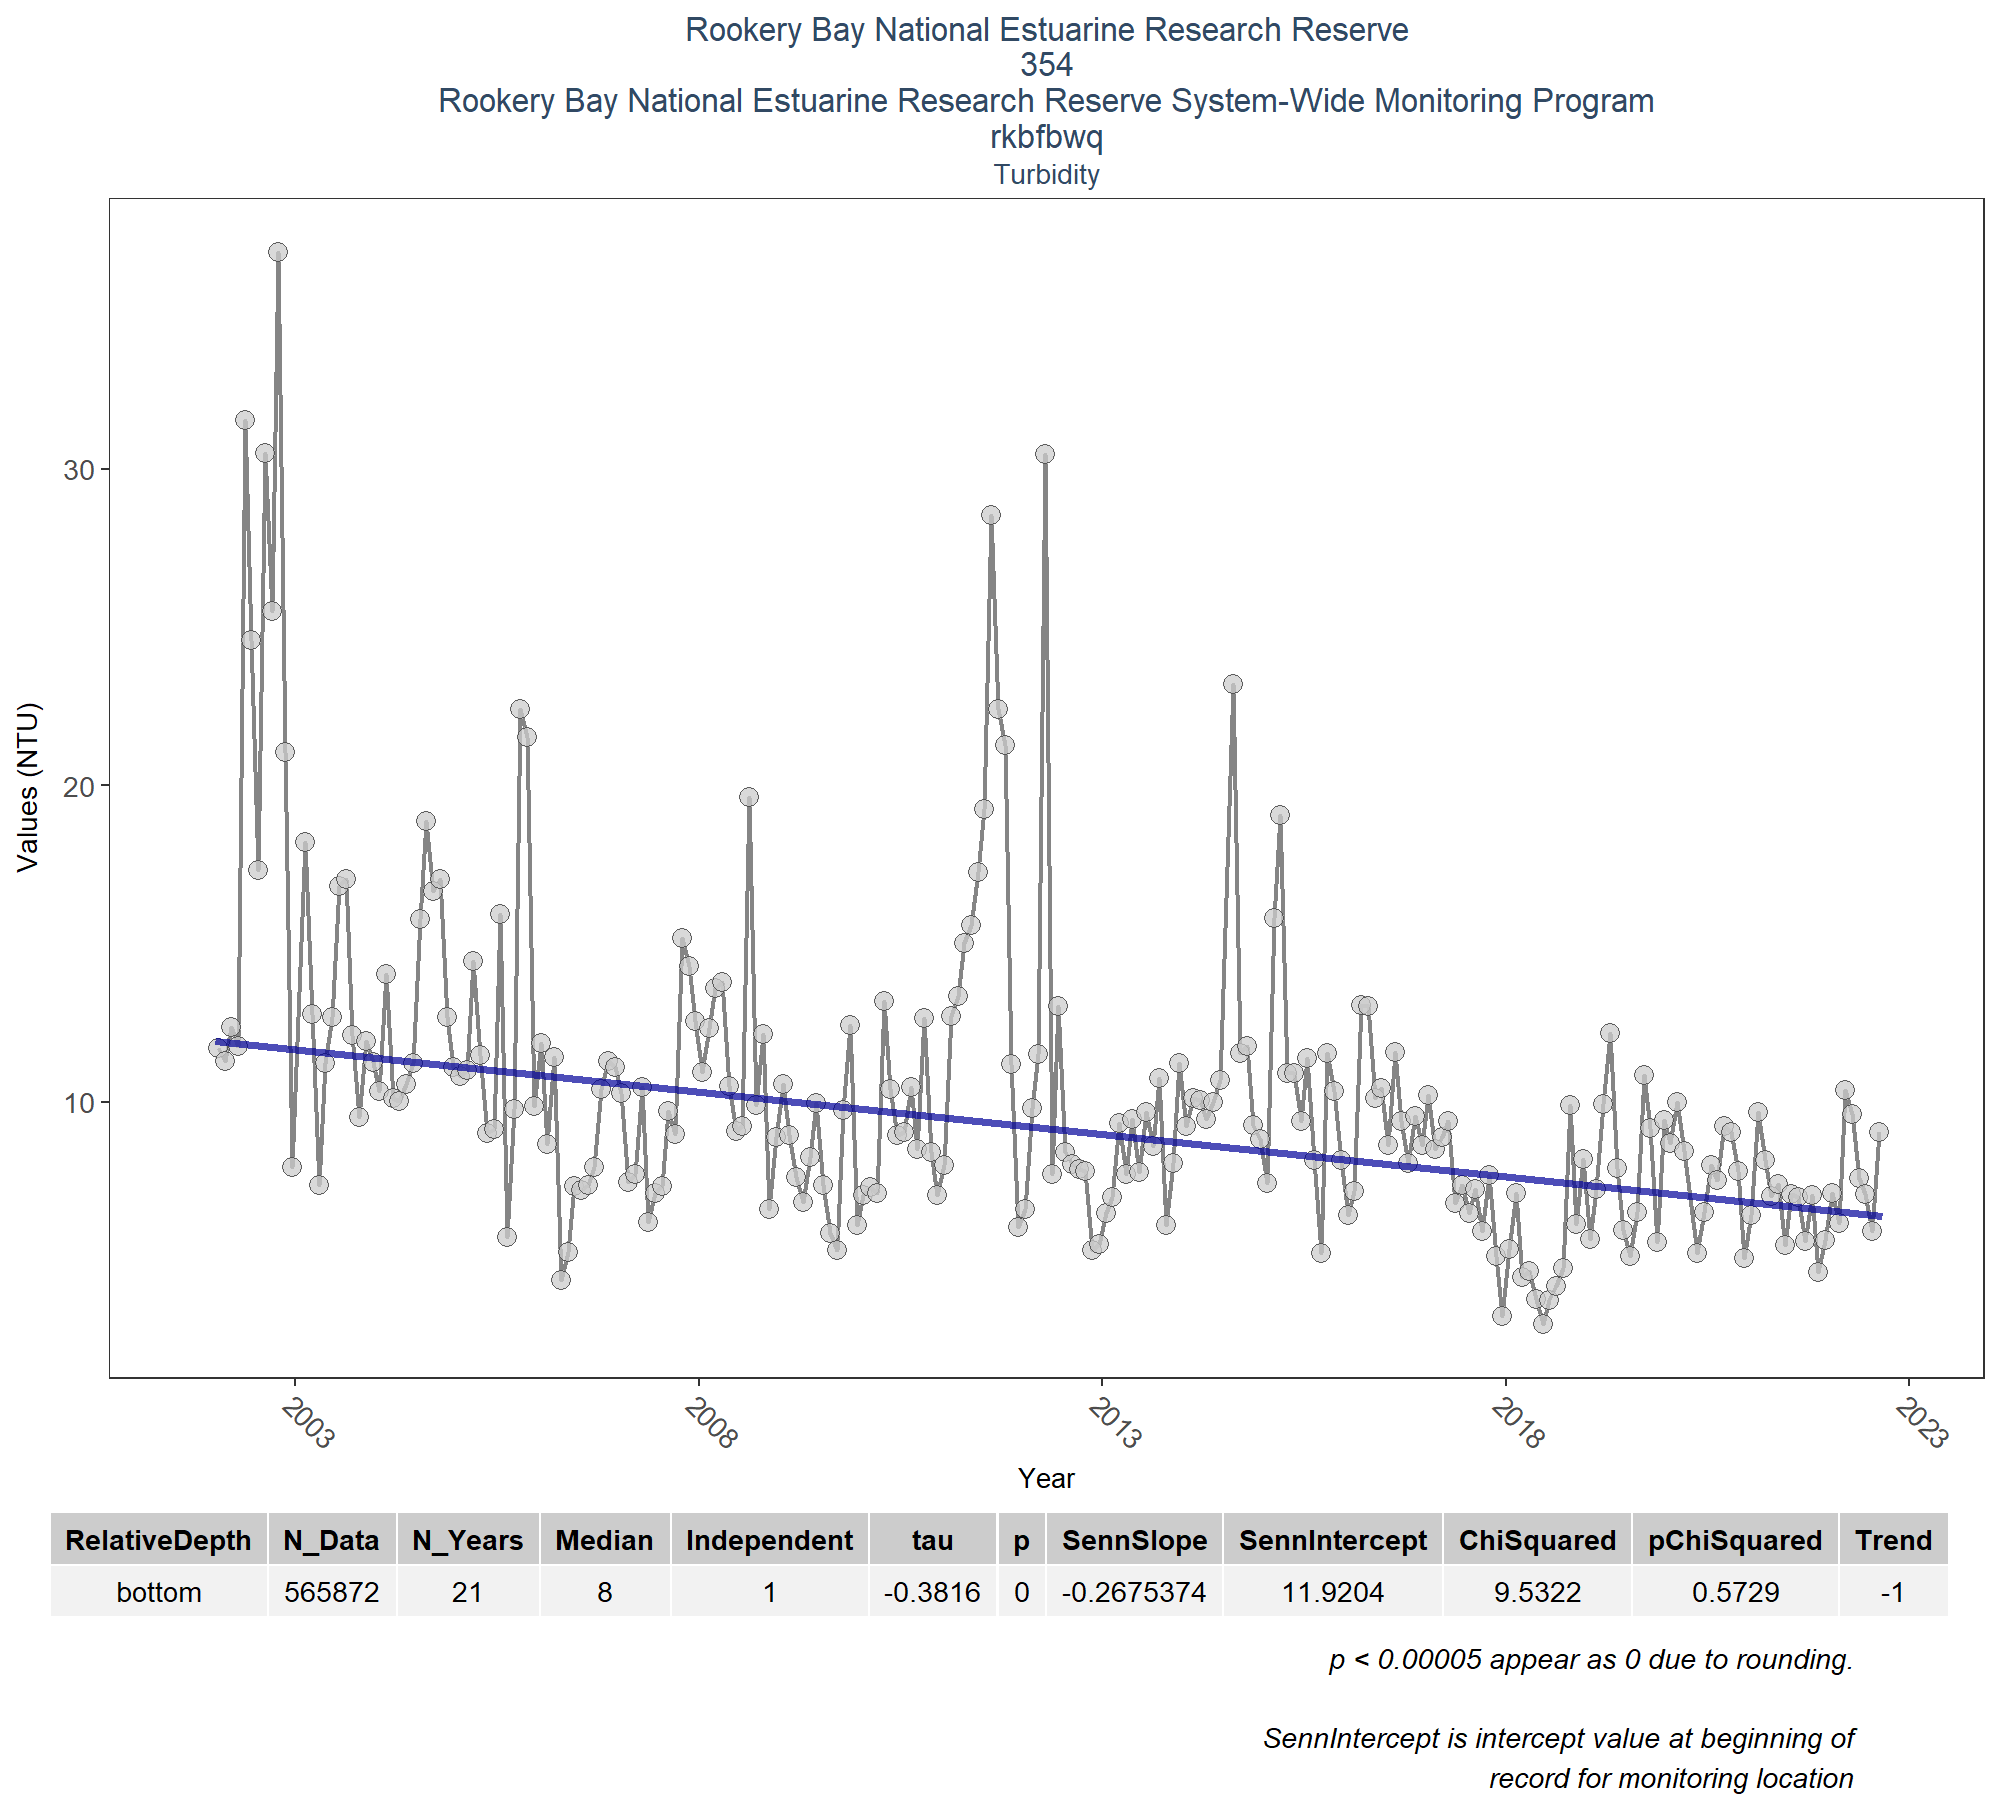 Rookery Bay National Estuarine Research Reserve
354
Rookery Bay National Estuarine Research Reserve System-Wide Monitoring Program
rkbfbwq
Turbidity
Values (NTU)
30
20
10
2003 2008 2013 2018 2023
Year
RelativeDepth N_Data N_Years Median Independent tau p SennSlope SennIntercept ChiSquared pChiSquared Trend
bottom 565872 21 8 1 -0.3816 0 -0.2675374 11.9204 9.5322 0.5729 -1
p < 0.00005 appear as 0 due to rounding.
SennIntercept is intercept value at beginning of
record for monitoring location